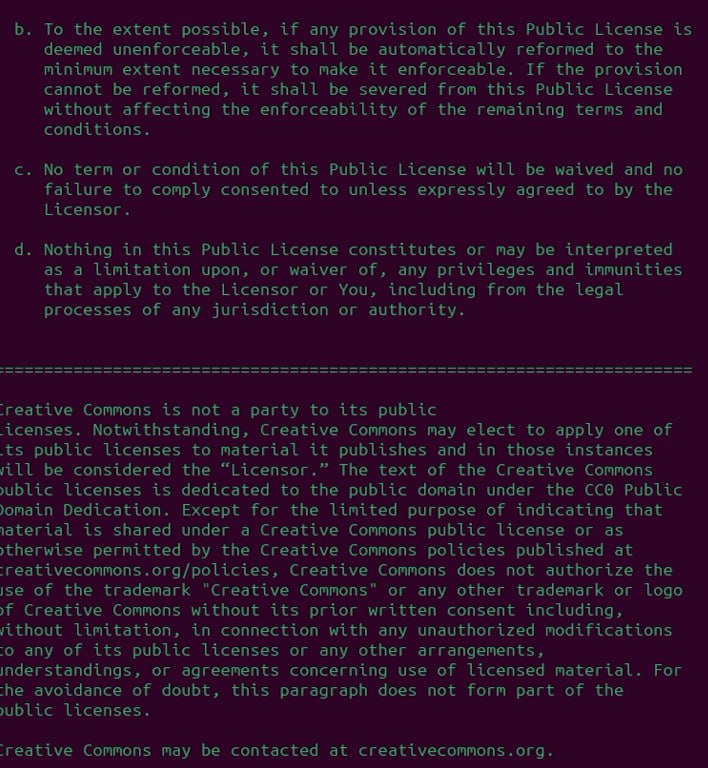 b. To the extent possible, if any provision of this Public License is
deemed unenforceable, it shall be automatically reformed to the
minimum extent necessary to make it enforceable. If the provision
cannot be reformed, it shall be severed from this Public License
without affecting the enforceability of the remaining terms and
conditions.
c. No term or condition of this Public License will be waived and no
failure to comply consented to unless expressly agreed to by the
Licensor.
d. Nothing in this Public License constitutes or may be interpreted
as a limitation upon, or waiver of, any privileges and immunities
that apply to the Licensor or You, including from the legal
processes of any jurisdiction or authority.
=======================================================================
Creative Commons is not a party to its public
licenses. Notwithstanding, Creative Commons may elect to apply one of
its public licenses to material it publishes and in those instances
will be considered the “Licensor.” The text of the Creative Commons
public licenses is dedicated to the public domain under the CC0 Public
Domain Dedication. Except for the limited purpose of indicating that
material is shared under a Creative Commons public license or as
otherwise permitted by the Creative Commons policies published at
creativecommons.org/policies, Creative Commons does not authorize the
use of the trademark "Creative Commons" or any other trademark or logo
of Creative Commons without its prior written consent including,
without limitation, in connection with any unauthorized modifications
to any of its public licenses or any other arrangements,
understandings, or agreements concerning use of licensed material. For
the avoidance of doubt, this paragraph does not form part of the
public licenses.
Creative Commons may be contacted at creativecommons.org.